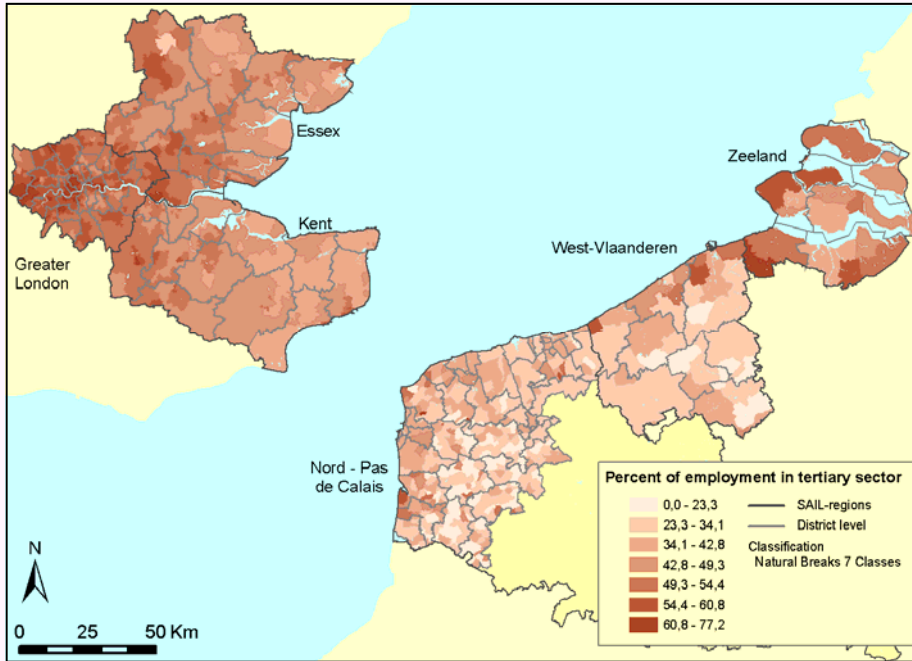 Essex
Zeeland
Kent
West-Vlaanderen
Greater
London
Nord - Pas
de Calais
Percent of employment in tertiary sector
0,0 - 23,3
23,3 - 34,1
34,1 - 42,8
42,8 - 49,3
49,3 - 54,4
54,4 - 60,8
60,8 - 77,2
SAIL-regions
District level
Classification
Natural Breaks 7 Classes
N
0 25 50 Km